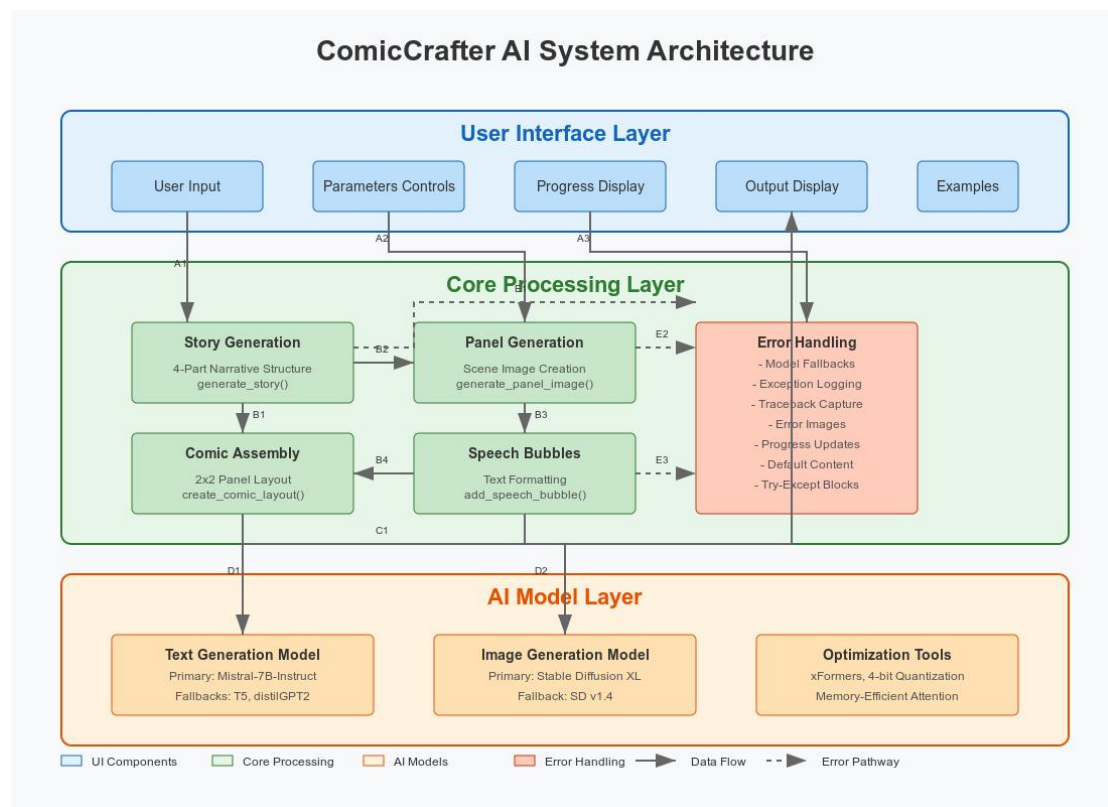 ComicCrafter AI System Architecture
User Interface Layer
User Input
Parameters Controls
Progress Display
Output Display
Examples
A1
A2
A3
Core Processing Layer
Story Generation
4-Part Narrative Structure
generate_story()
B2
Panel Generation
Scene Image Creation
generate_panel_image()
E2
Error Handling
- Model Fallbacks
- Exception Logging
- Traceback Capture
- Error Images
- Progress Updates
- Default Content
- Try-Except Blocks
B1
B3
Comic Assembly
2x2 Panel Layout
create_comic_layout()
B4
Speech Bubbles
Text Formatting
add_speech_bubble()
E3
C1
D1
D2
AI Model Layer
Text Generation Model
Primary: Mistral-7B-Instruct
Fallbacks: T5, distilGPT2
Image Generation Model
Primary: Stable Diffusion XL
Fallback: SD v1.4
Optimization Tools
xFormers, 4-bit Quantization
Memory-Efficient Attention
UI Components
Core Processing
AI Models
Error Handling
Data Flow
Error Pathway